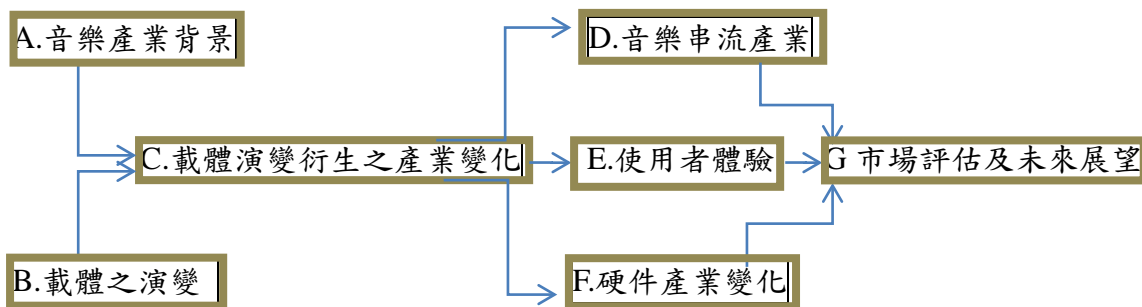 A.音樂產業背景
D.音樂串流產業
C.載體演變衍生之產業變化
E.使用者體驗
G 市場評估及未來展望
B.載體之演變
F.硬件產業變化